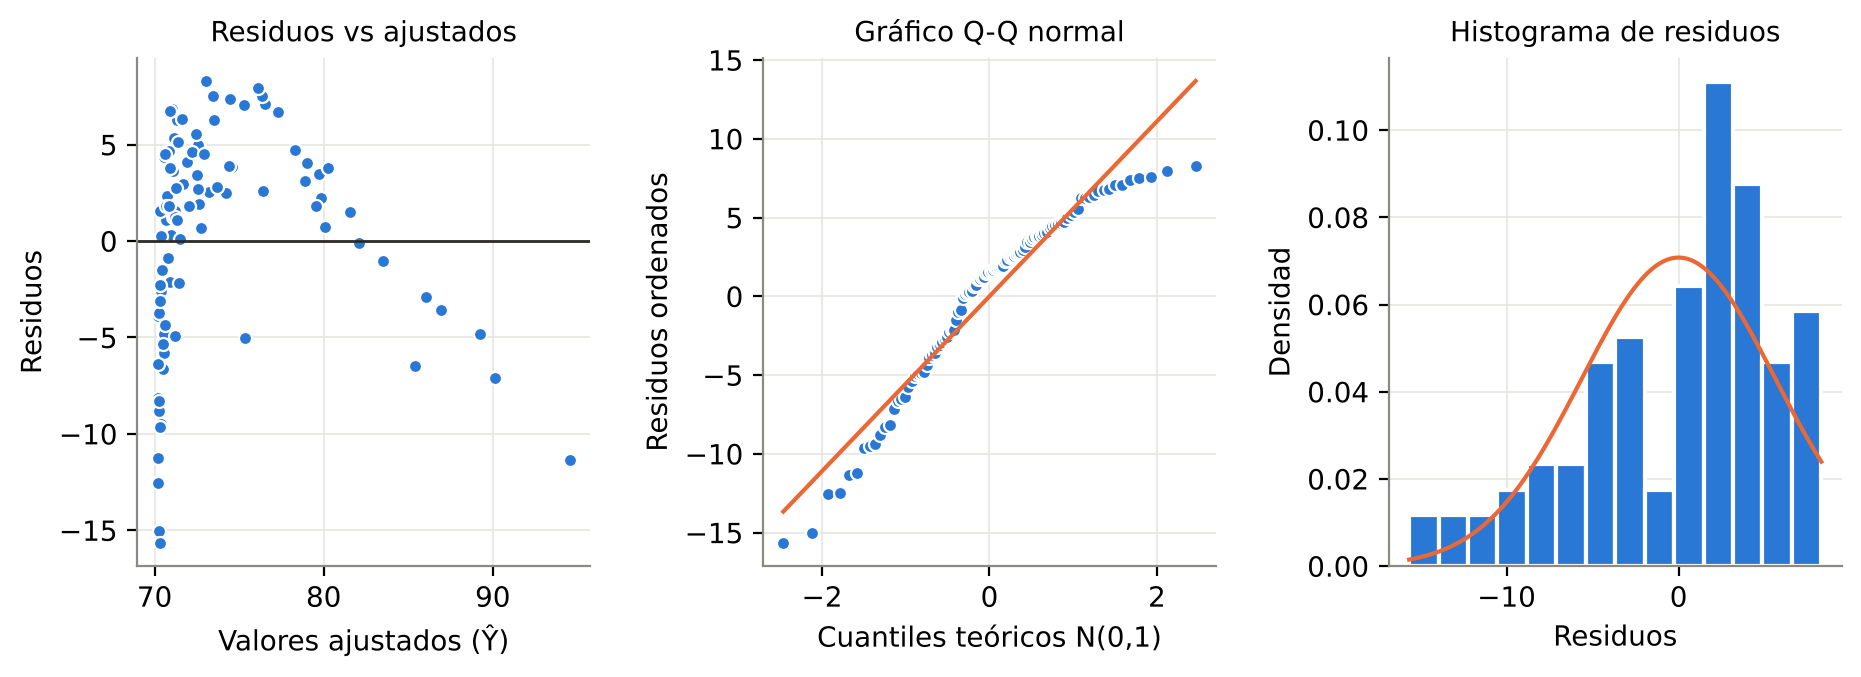 Residuos vs ajustados
5
0
−5
−10
−15
70
80
90
Residuos
Valores ajustados (Ŷ)
Gráfico Q-Q normal
15
10
5
0
−5
−10
−15
−2
0
2
Residuos ordenados
Cuantiles teóricos N(0,1)
Histograma de residuos
0.10
0.08
0.06
0.04
0.02
0.00
−10
0
Densidad
Residuos